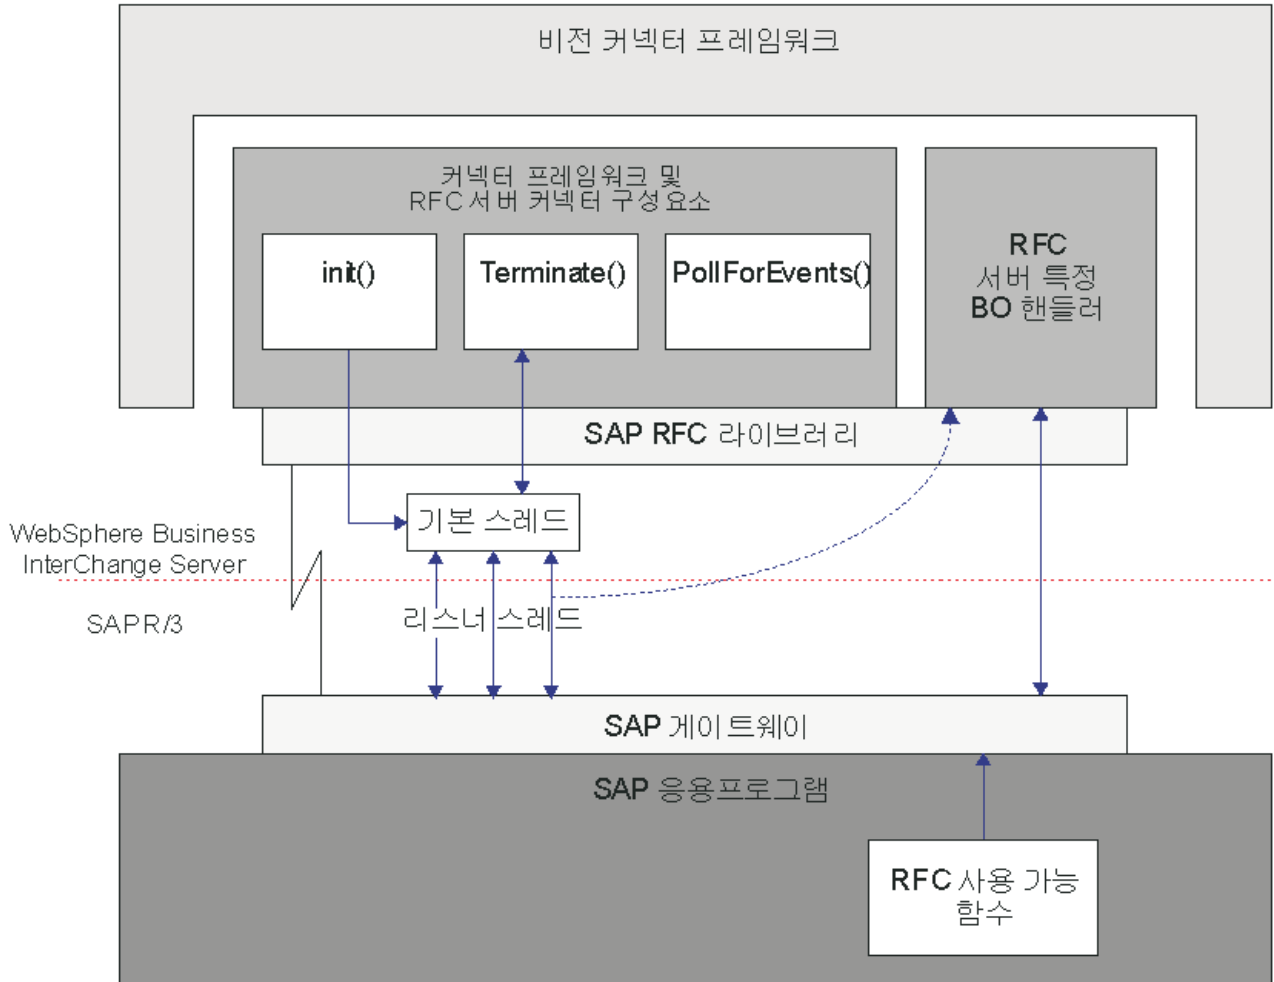 비전 커넥터 프레임워크
커넥터 프레임워크 및
RFC 서버 커넥터 구성요소
init()
Terminate()
PollForEvents()
RFC
서버 특정
BO 핸들러
SAP RFC 라이브러리
기본 스레드
WebSphere Business
InterChange Server
SAPR/3
리스너 스레드
SAP 게이트웨이
SAP 응용프로그램
RFC 사용 가능
함수